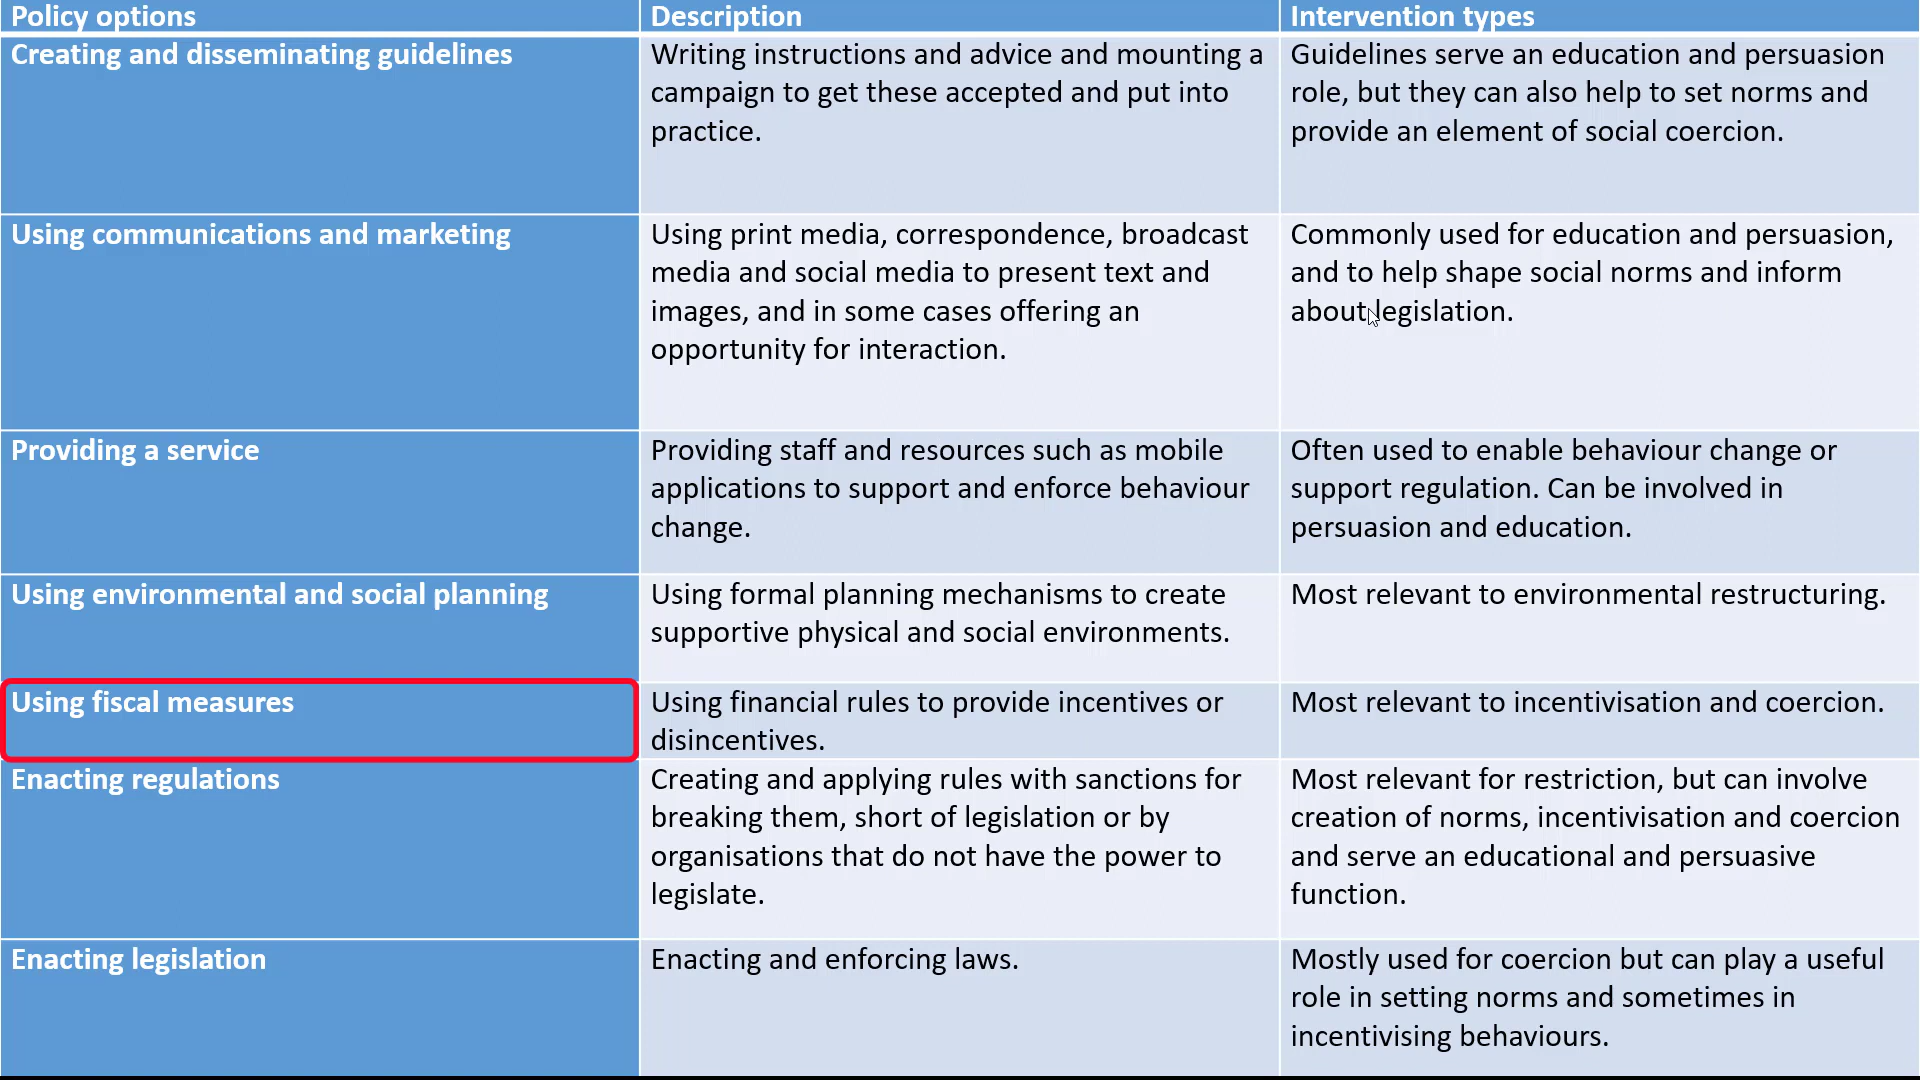 Policy options
Description
Intervention types
Creating and disseminating guidelines
Writing instructions and advice and mounting a
campaign to get these accepted and put into
practice.
Guidelines serve an education and persuasion
role, but they can also help to set norms and
provide an element of social coercion.
Using communications and marketing
Using print media, correspondence, broadcast
media and social media to present text and
images, and in some cases offering an
opportunity for interaction.
Commonly used for education and persuasion,
and to help shape social norms and inform
about legislation.
Providing a service
Providing staff and resources such as mobile
applications to support and enforce behaviour
change.
Often used to enable behaviour change or
support regulation. Can be involved in
persuasion and education.
Using environmental and social planning
Using formal planning mechanisms to create
supportive physical and social environments.
Most relevant to environmental restructuring.
Using fiscal measures
Using financial rules to provide incentives or
disincentives.
Most relevant to incentivisation and coercion.
Enacting regulations
Creating and applying rules with sanctions for
breaking them, short of legislation or by
organisations that do not have the power to
legislate.
Most relevant for restriction, but can involve
creation of norms, incentivisation and coercion
and serve an educational and persuasive
function.
Enacting legislation
Enacting and enforcing laws.
Mostly used for coercion but can play a useful
role in setting norms and sometimes in
incentivising behaviours.